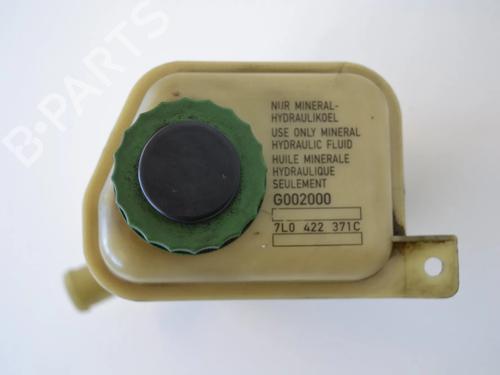 B-PARTS
NUR MINERAL-
HYDRAULIKOEL
USE ONLY MINERAL
HYDRAULIC FLUID
HUILE MINERALE
HYDRAULIQUE
SEULEMENT
G002000
7L0 422 371C